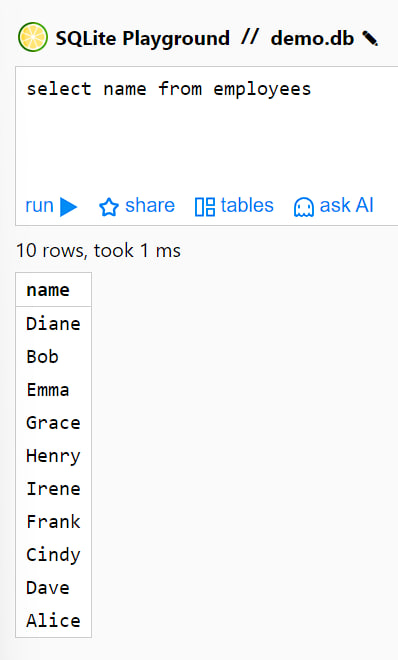 SQLite Playground // demo.db
select name from employees
run share tables ask AI
10 rows, took 1 ms
name
Diane
Bob
Emma
Grace
Henry
Irene
Frank
Cindy
Dave
Alice